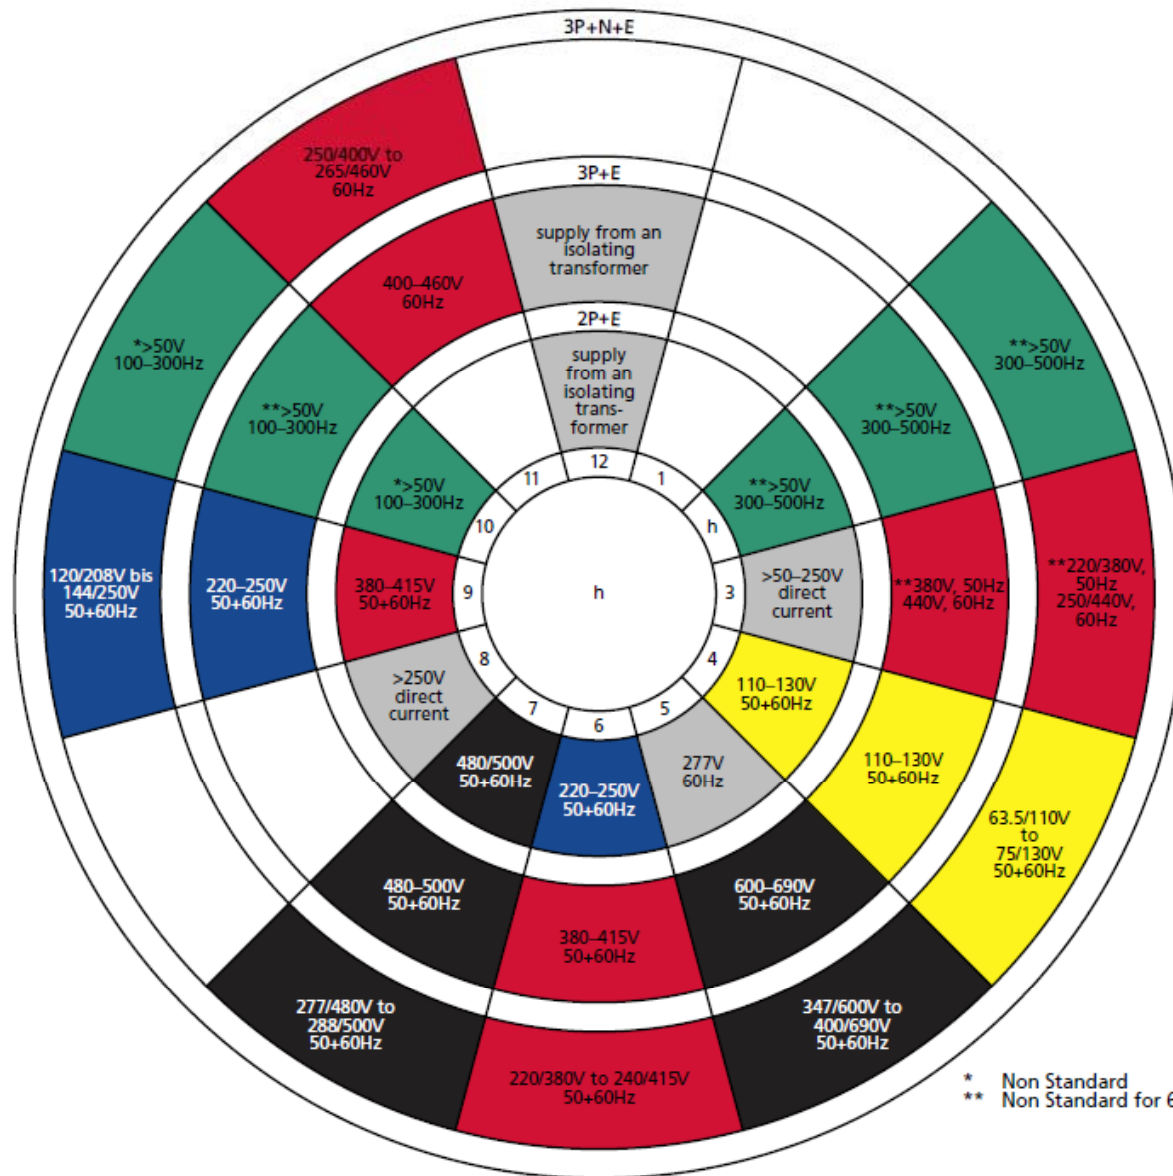 3P+N+E
250/400V to
265/460V
60Hz
3P+E
supply from an
isolating
transformer
400–460V
60Hz
2P+E
supply
from an
isolating
trans-
former
*>50V
100–300Hz
**>50V
100–300Hz
*>50V
100–300Hz
**>50V
300–500Hz
**>50V
300–500Hz
**>50V
300–500Hz
11
12
1
10
h
9
h
3
8
4
7
6
5
120/208V bis
144/250V
50+60Hz
220–250V
50+60Hz
380–415V
50+60Hz
>50–250V
direct
current
**380V, 50Hz
440V, 60Hz
**220/380V,
50Hz
250/440V,
60Hz
>250V
direct
current
110–130V
50+60Hz
110–130V
50+60Hz
63.5/110V
to
75/130V
50+60Hz
480/500V
50+60Hz
220–250V
50+60Hz
277V
60Hz
480–500V
50+60Hz
380–415V
50+60Hz
600–690V
50+60Hz
277/480V to
288/500V
50+60Hz
220/380V to 240/415V
50+60Hz
347/600V to
400/690V
50+60Hz
* Non Standard
** Non Standard for 6